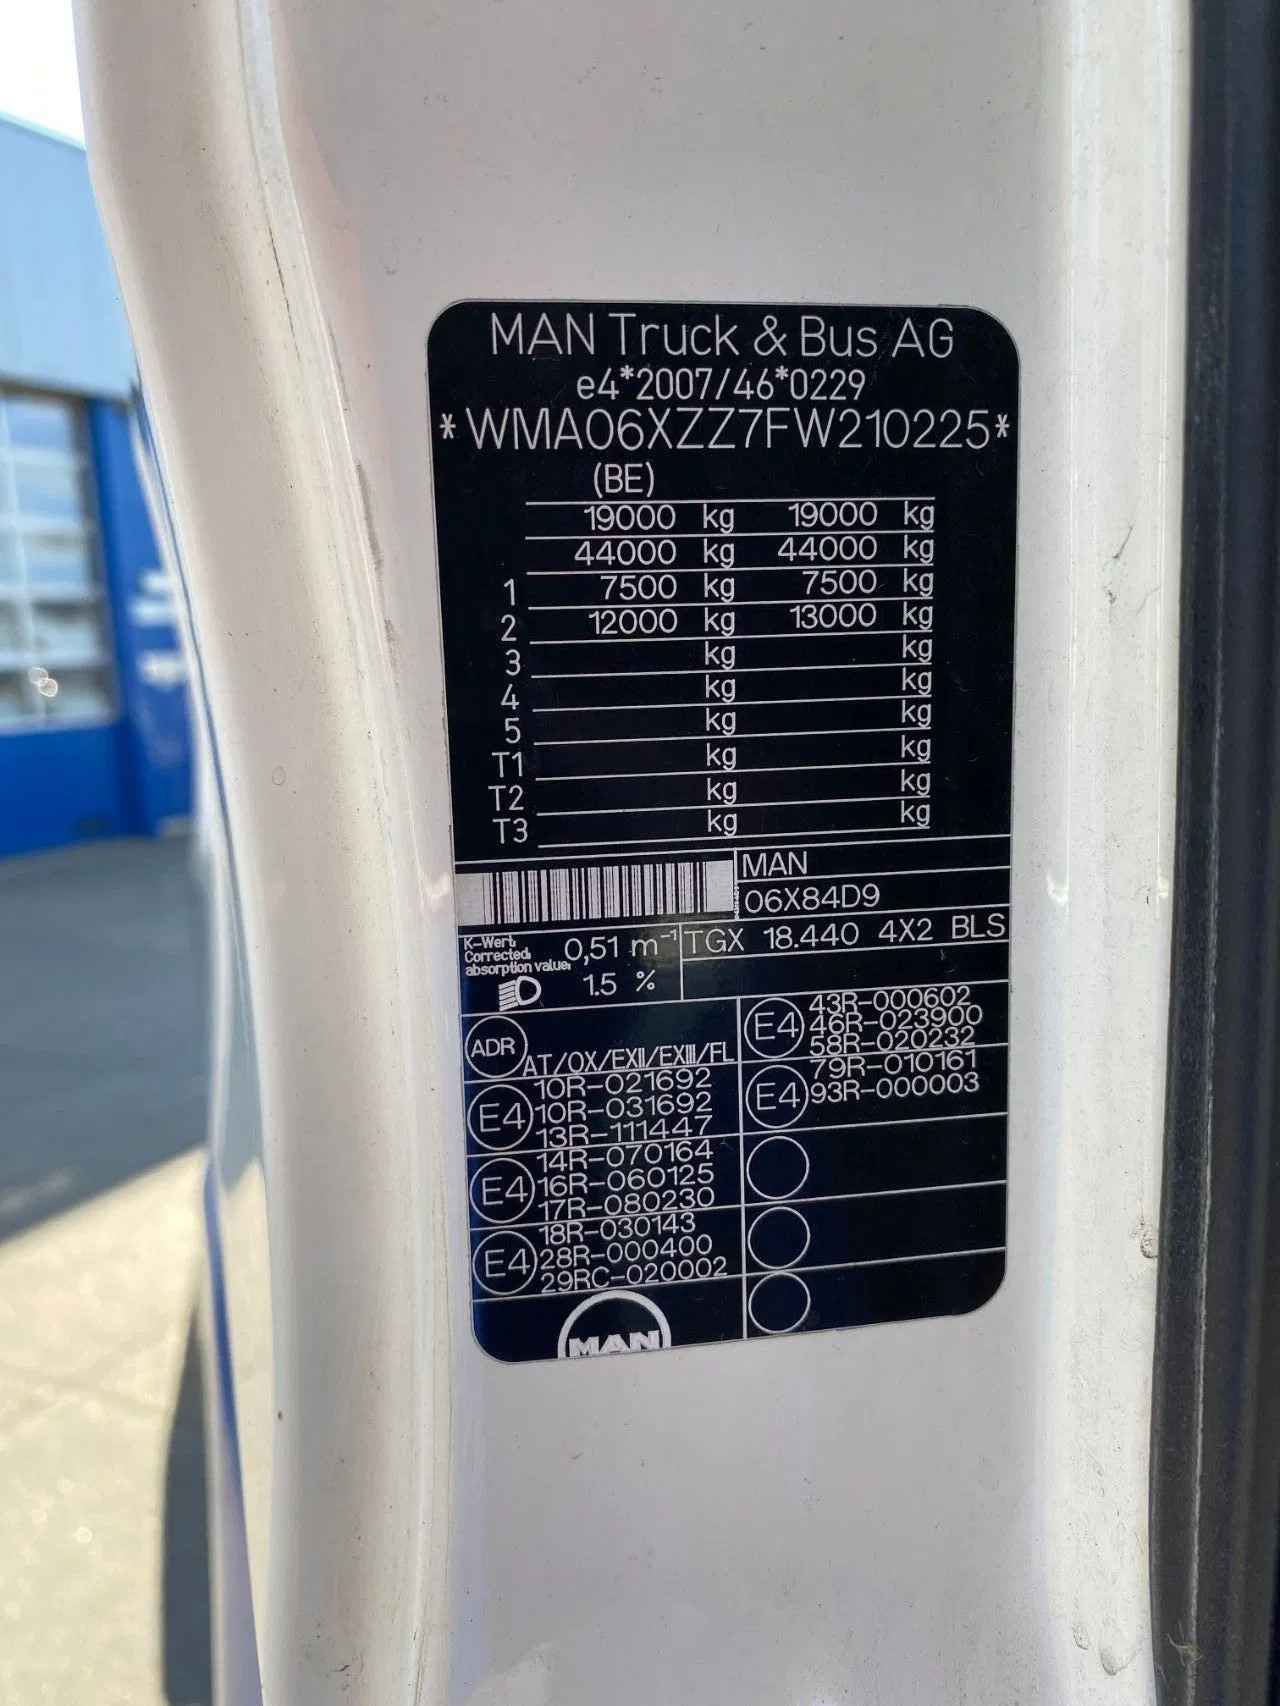 MAN Truck & Bus AG
e4*2007/46*0229
*WMA06XZZ7FW210225*
(BE)
19000 kg 19000 kg
44000 kg 44000 kg
1 7500 kg 7500 kg
2 12000 kg 13000 kg
3 kg kg
4 kg kg
5 kg kg
T1 kg kg
T2 kg kg
T3 kg kg
MAN
06X84D9
K-Wert,
Corrected,
absorption value,
0,51 m⁻¹
1.5 %
TGX 18.440 4X2 BLS
ADR
AT/OX/EXII/EXIII/FL
E4
10R-021692
10R-031692
13R-111447
E4
14R-070164
16R-060125
17R-080230
E4
18R-030143
28R-000400
29RC-020002
E4
43R-000602
46R-023900
58R-020232
E4
79R-010161
93R-000003
MAN